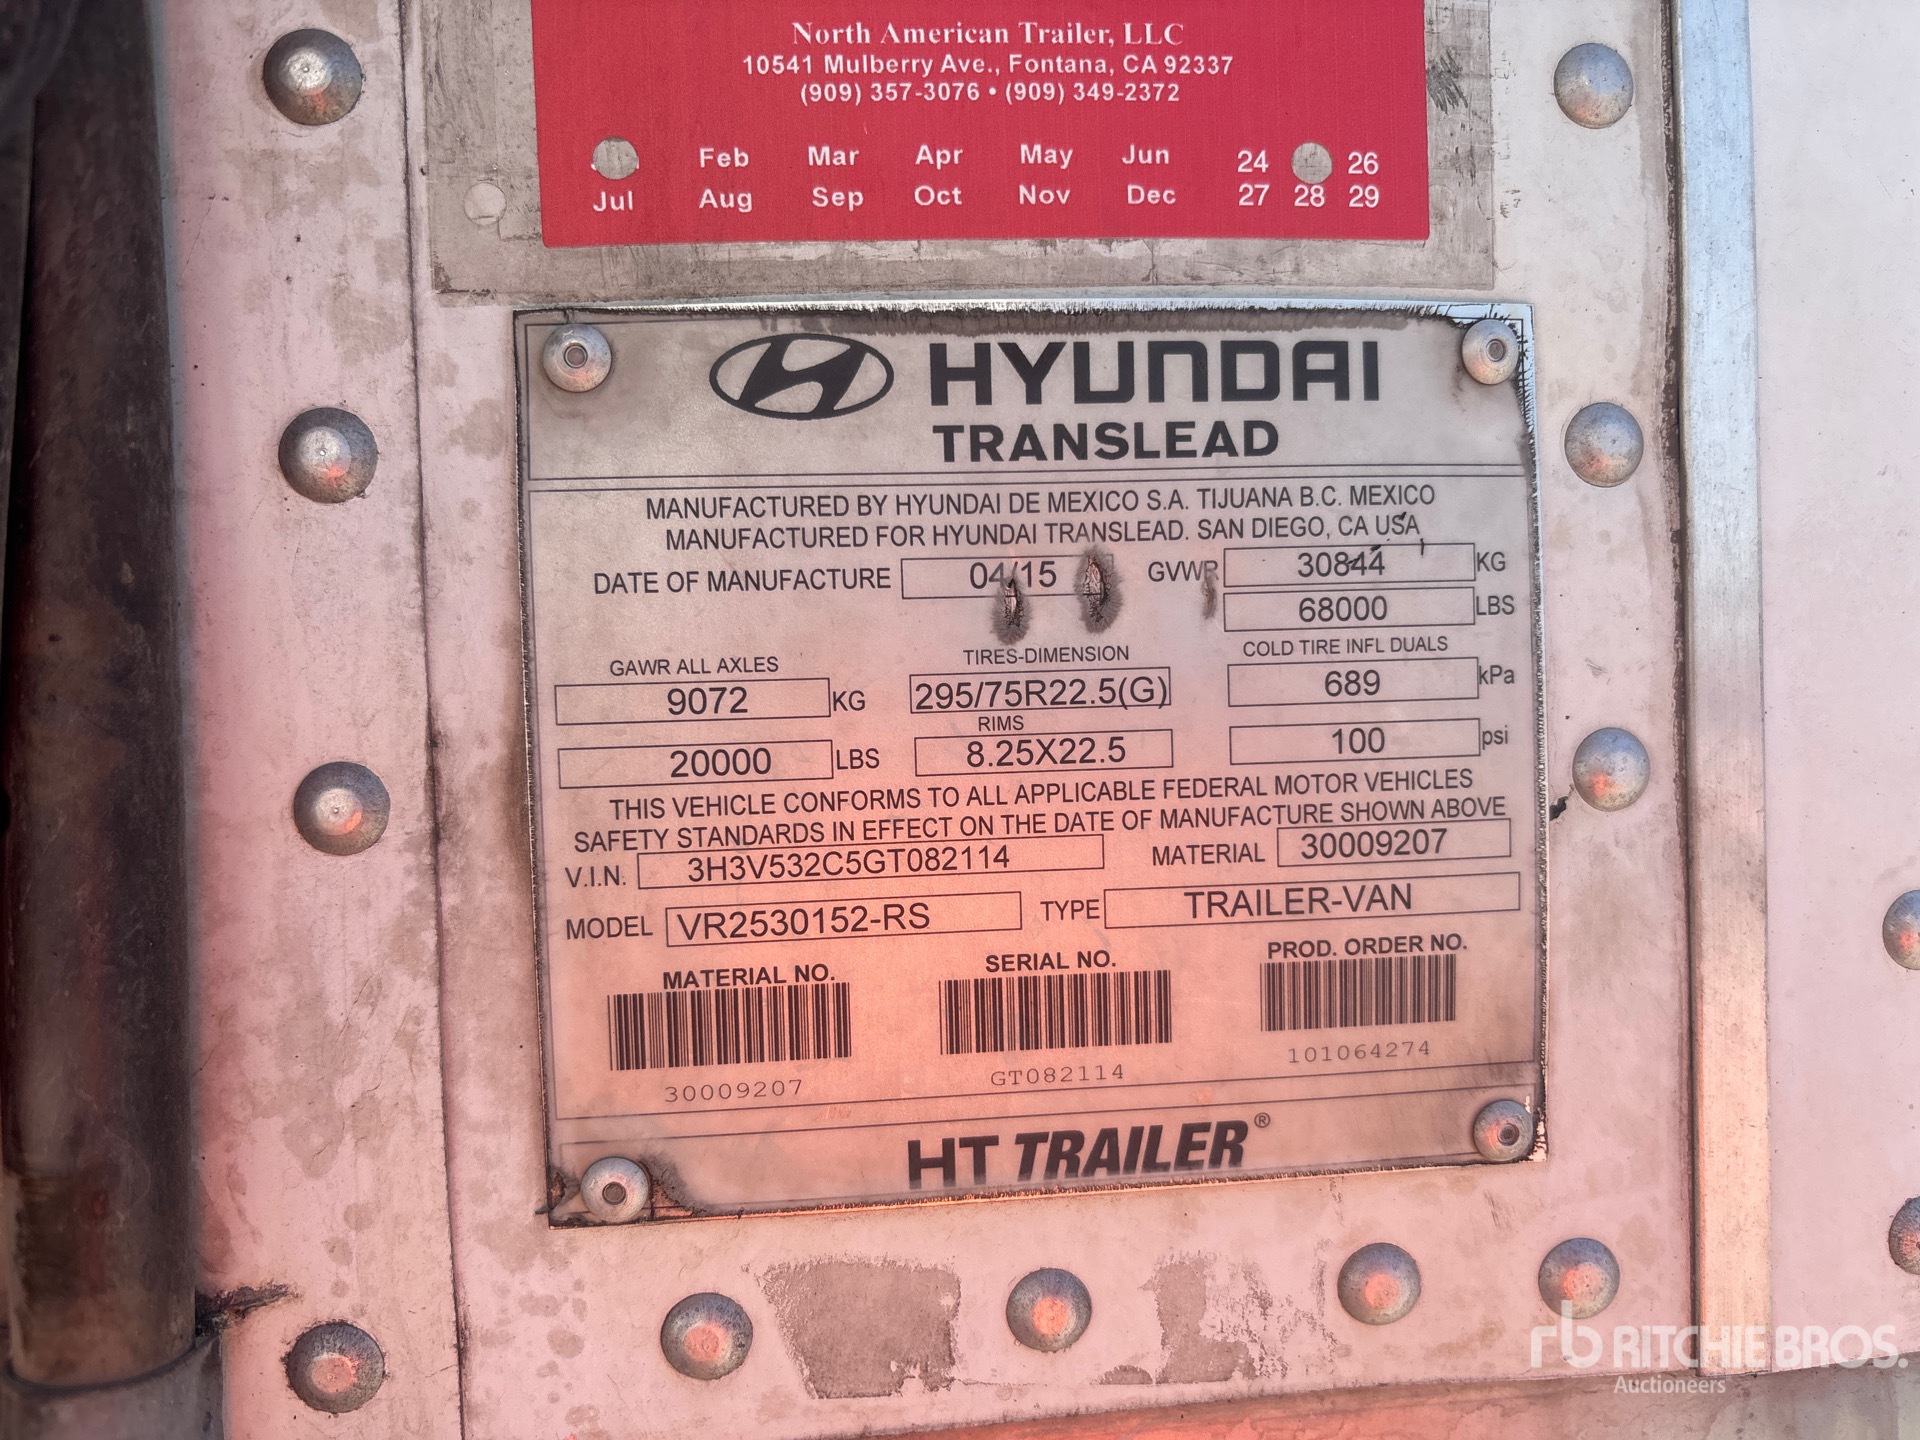 North American Trailer, LLC
10541 Mulberry Ave., Fontana, CA 92337
(909) 357-3076 • (909) 349-2372
Feb Mar Apr May Jun 24 26
Jul Aug Sep Oct Nov Dec 27 28 29
HYUNDAI
TRANSLEAD
MANUFACTURED BY HYUNDAI DE MEXICO S.A. TIJUANA B.C. MEXICO
MANUFACTURED FOR HYUNDAI TRANSLEAD. SAN DIEGO, CA USA
DATE OF MANUFACTURE 04/15 GVWR 30844 KG
68000 LBS
GAWR ALL AXLES TIRES-DIMENSION COLD TIRE INFL DUALS
9072 KG 295/75R22.5(G) 689 kPa
RIMS
20000 LBS 8.25X22.5 100 psi
THIS VEHICLE CONFORMS TO ALL APPLICABLE FEDERAL MOTOR VEHICLES
SAFETY STANDARDS IN EFFECT ON THE DATE OF MANUFACTURE SHOWN ABOVE
V.I.N. 3H3V532C5GT082114 MATERIAL 30009207
MODEL VR2530152-RS TYPE TRAILER-VAN
MATERIAL NO. SERIAL NO. PROD. ORDER NO.
30009207 GT082114 101064274
HT TRAILER®
rb RITCHIE BROS.
Auctioneers